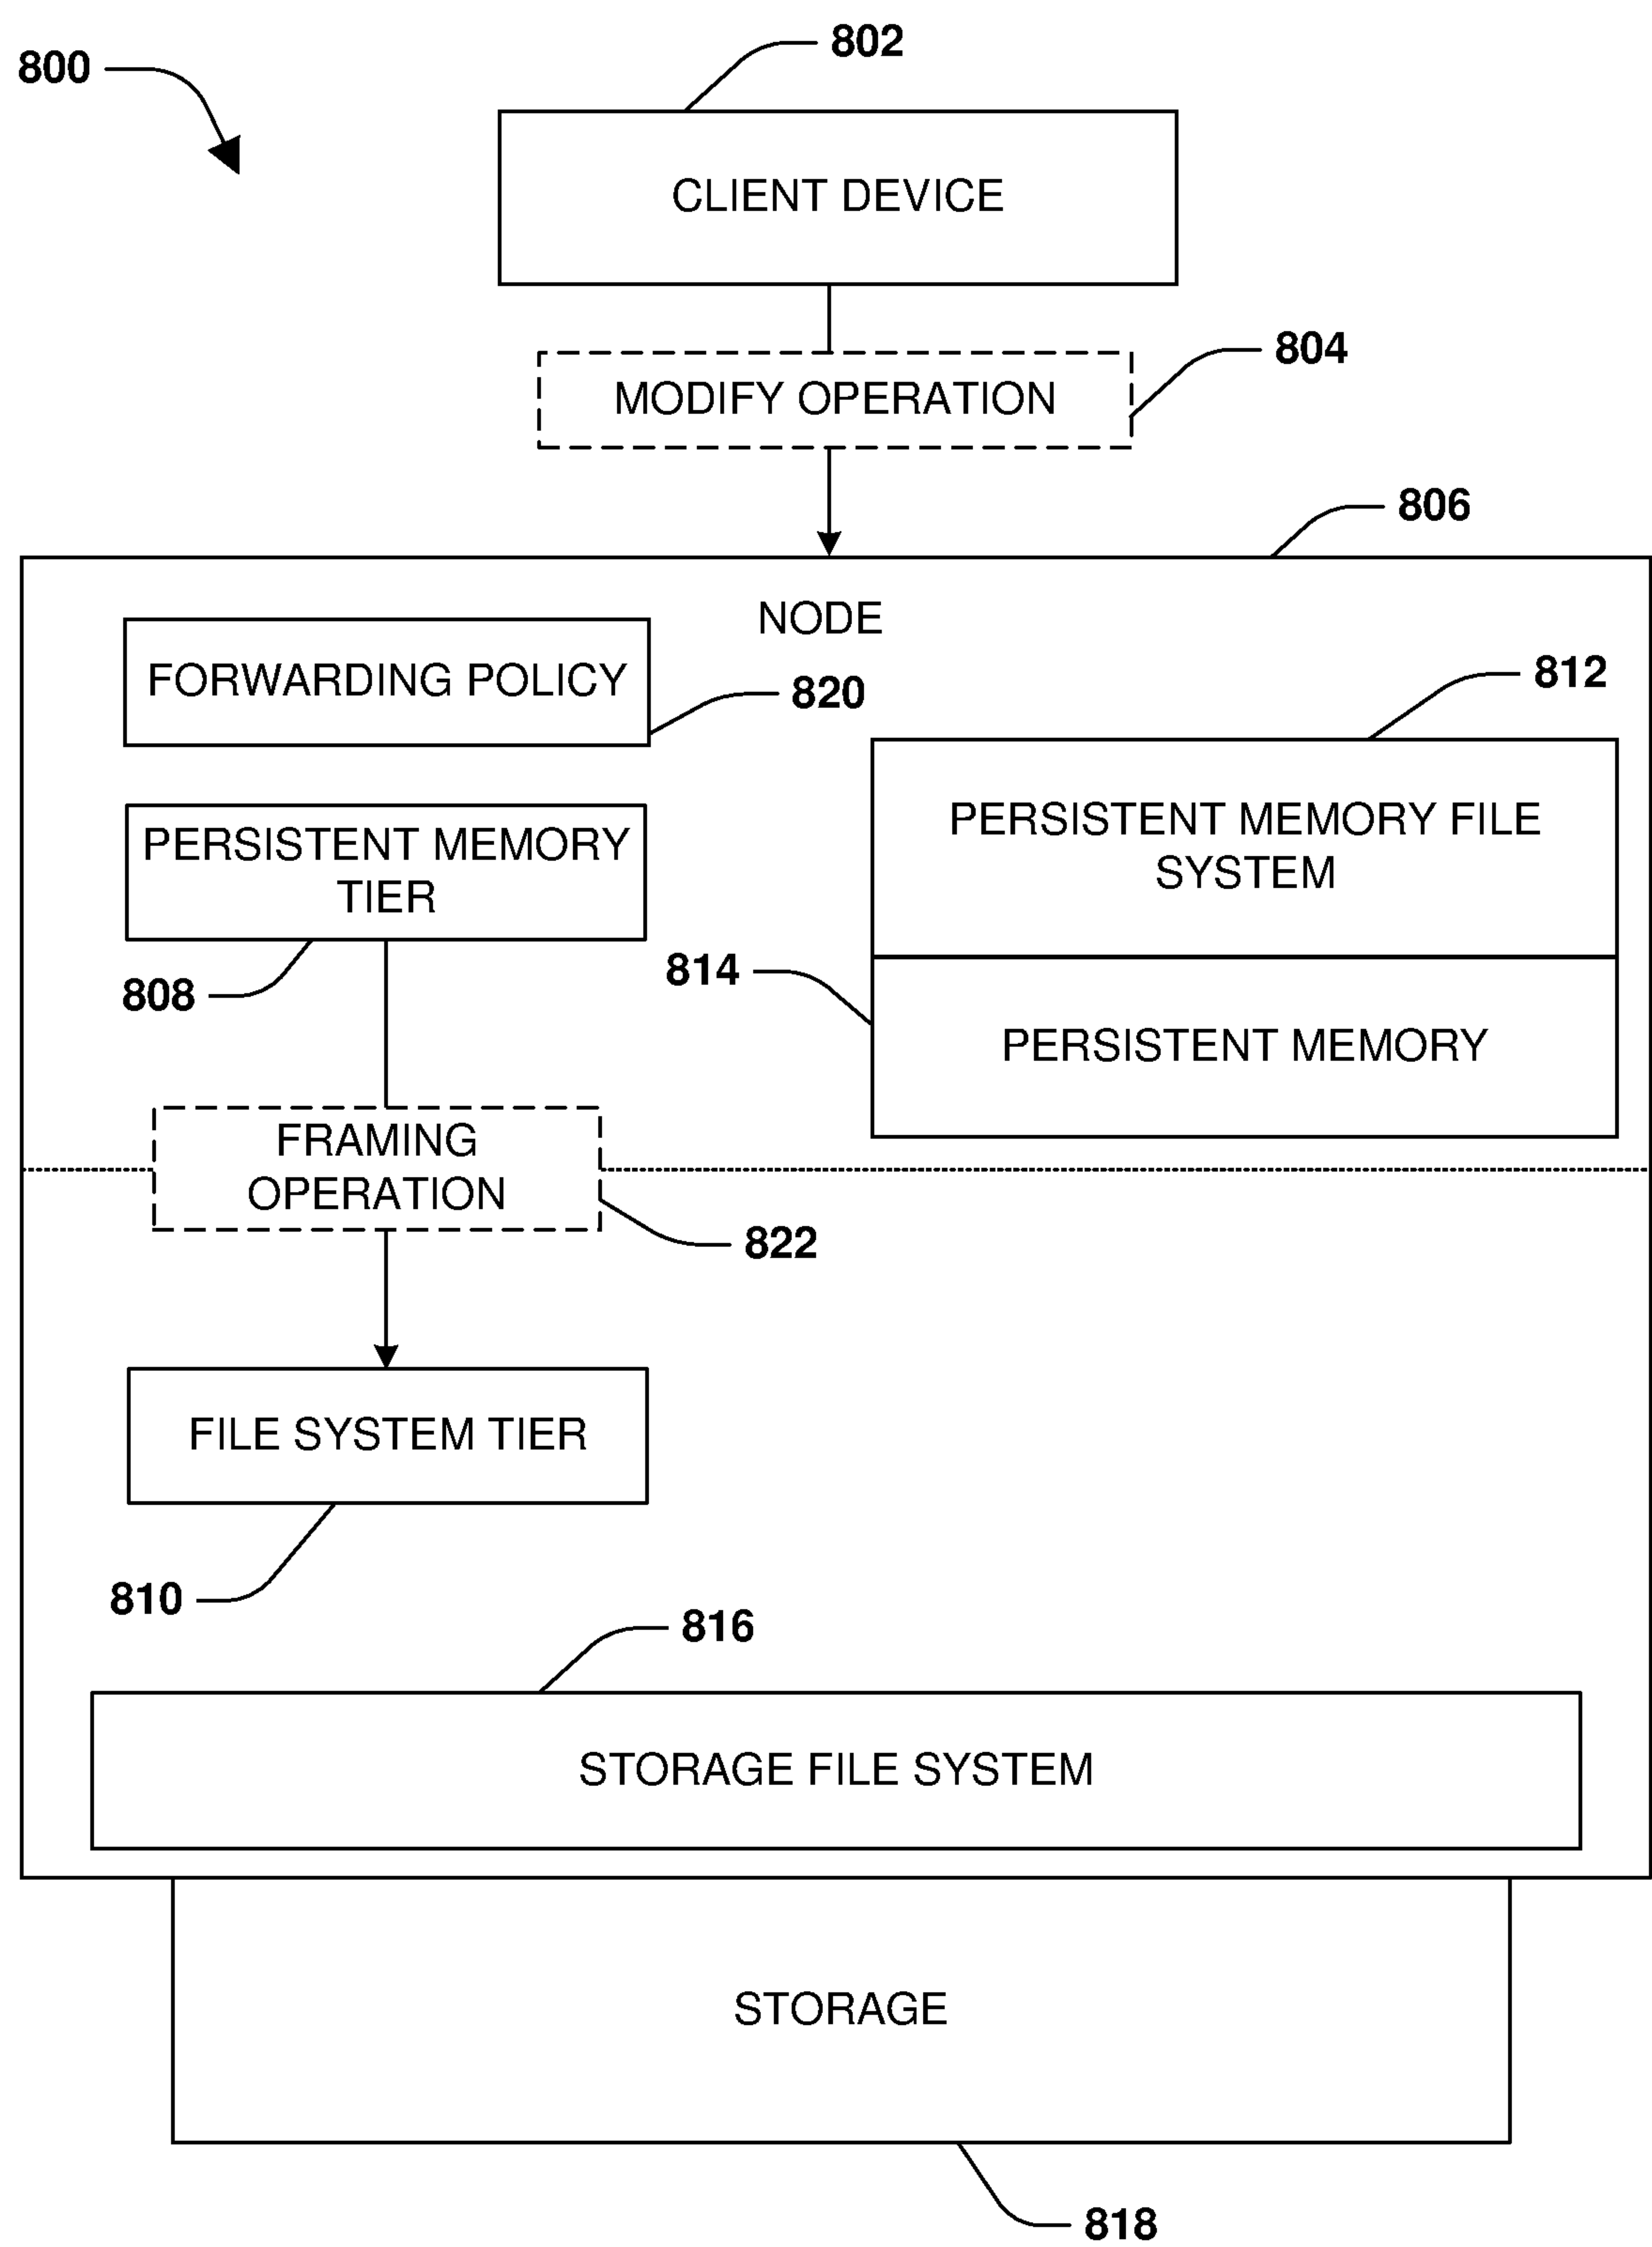 800
802
CLIENT DEVICE
804
MODIFY OPERATION
806
NODE
FORWARDING POLICY
820
812
PERSISTENT MEMORY
TIER
808
PERSISTENT MEMORY FILE
SYSTEM
814
PERSISTENT MEMORY
FRAMING
OPERATION
822
FILE SYSTEM TIER
810
816
STORAGE FILE SYSTEM
STORAGE
818